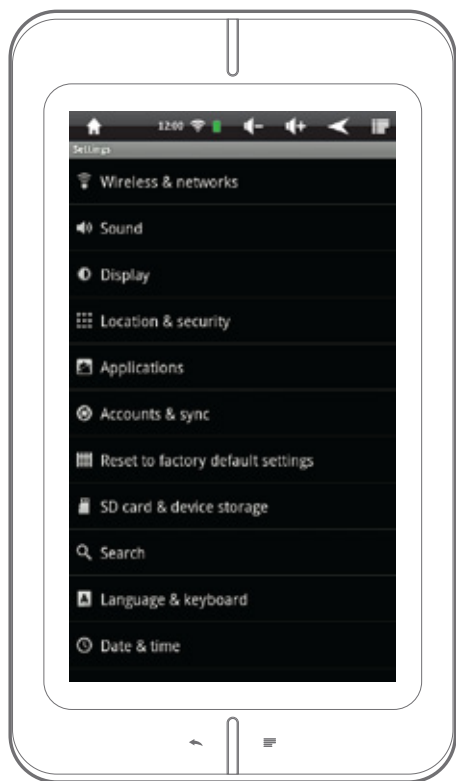 12:00
Settings
Wireless & networks
Sound
Display
Location & security
Applications
Accounts & sync
Reset to factory default settings
SD card & device storage
Search
Language & keyboard
Date & time